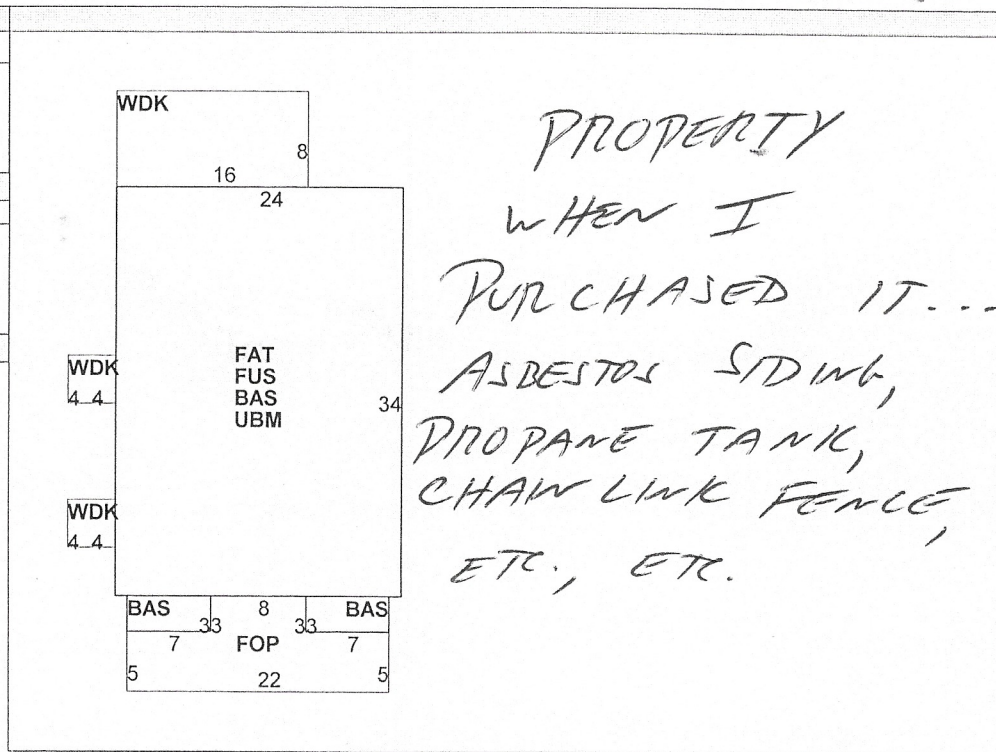 WDK
8
16
24
WDK
4 4
FAT
FUS
BAS
UBM
34
WDK
4 4
BAS 8 BAS
33 33
7 FOP 7
5 22 5
PROPERTY
WHEN I
PURCHASED IT...
ASBESTOS SIDING,
PROPANE TANK,
CHAIN LINK FENCE,
ETC., ETC.